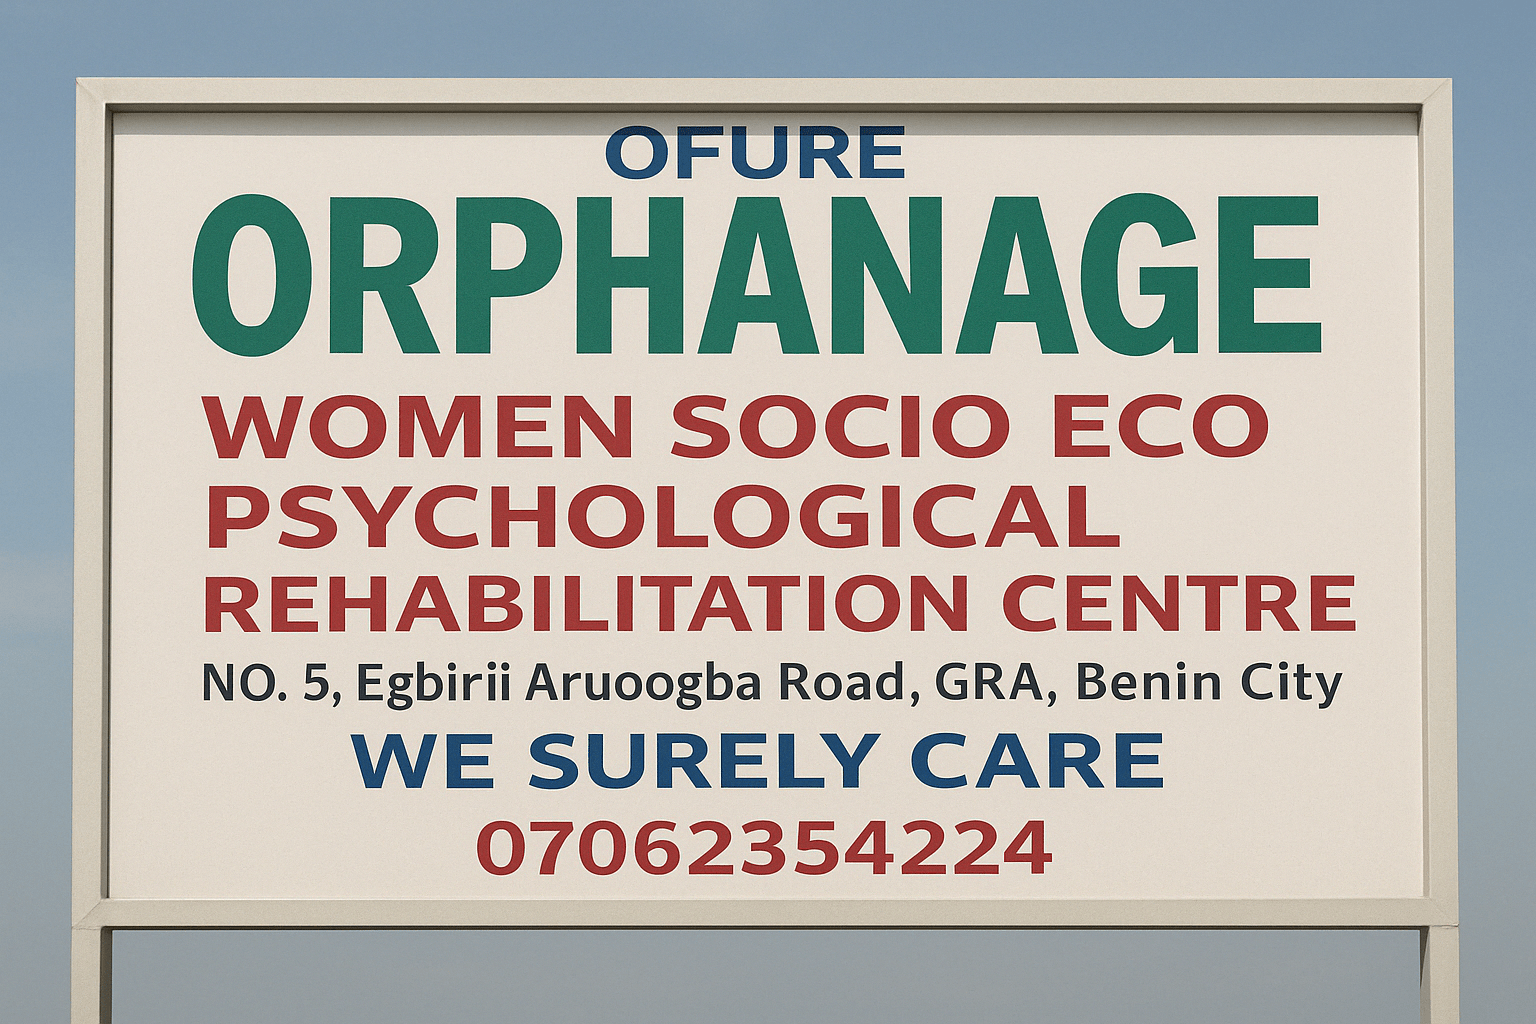 OFURE
ORPHANAGE
WOMEN SOCIO ECO
PSYCHOLOGICAL
REHABILITATION CENTRE
NO. 5, Egbirii Aruoogba Road, GRA, Benin City
WE SURELY CARE
07062354224